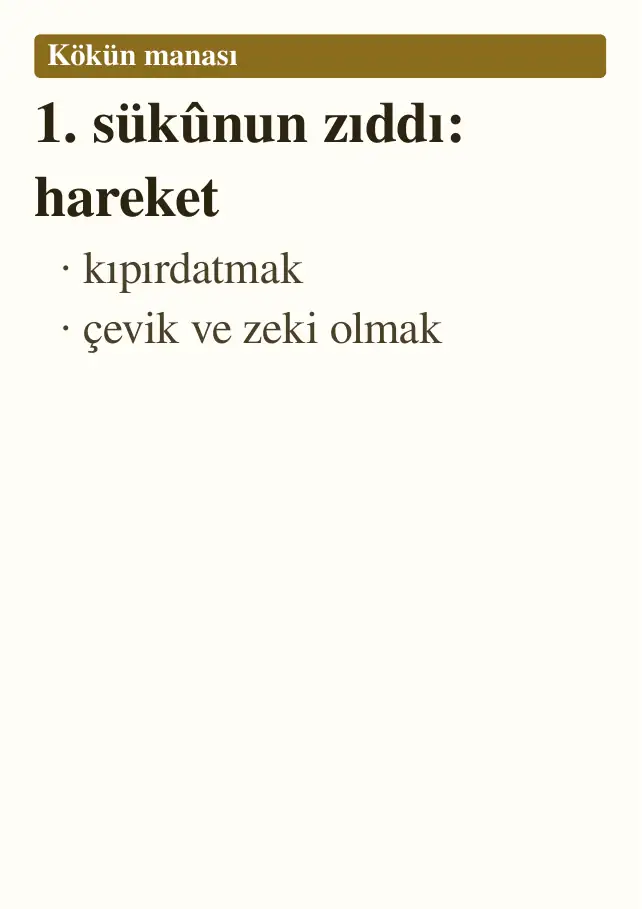 Kökün manası
1. sükûnun zıddı:
hareket
· kıpırdatmak
· çevik ve zeki olmak